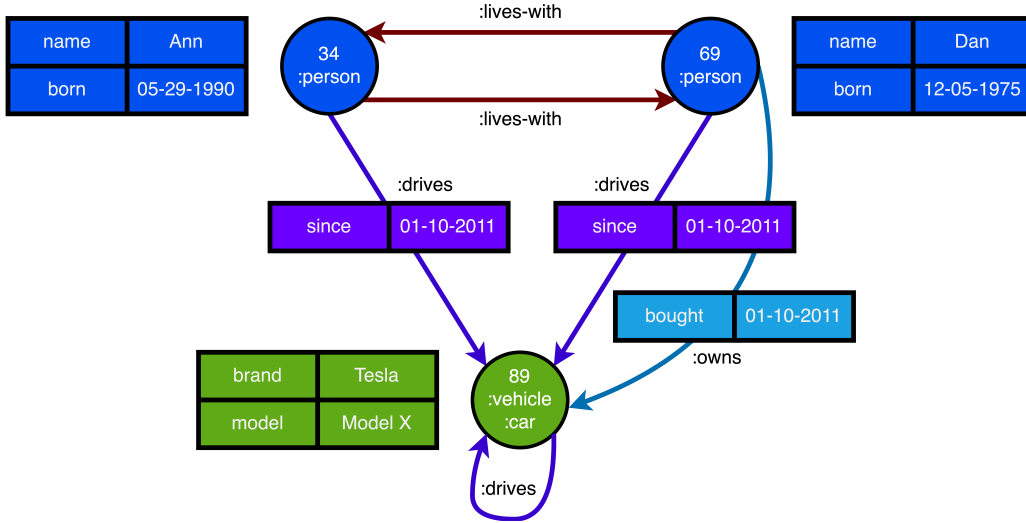 :lives-with
name Ann
born 05-29-1990
34
:person
69
:person
name Dan
born 12-05-1975
:lives-with
:drives
:drives
since 01-10-2011
since 01-10-2011
bought 01-10-2011
:owns
brand Tesla
model Model X
89
:vehicle
:car
:drives